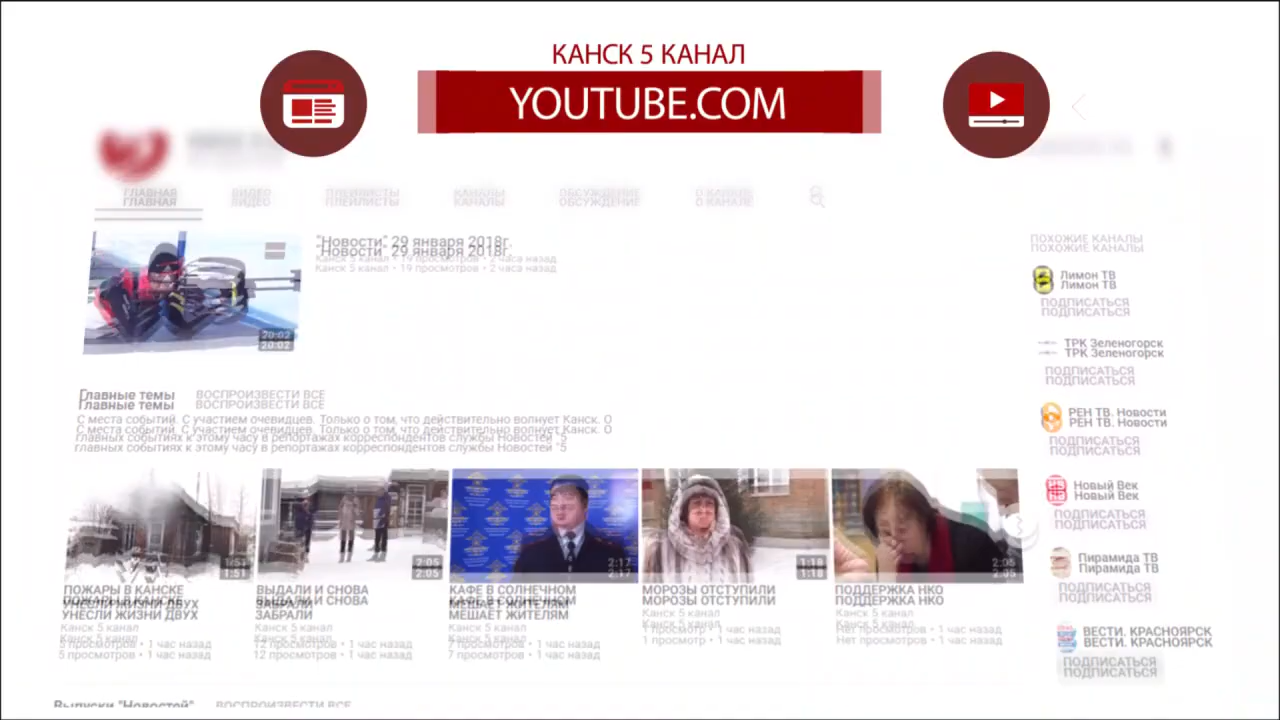 КАНСК 5 КАНАЛ
YOUTUBE.COM
ГЛАВНАЯ ВИДЕО ПЛЕЙЛИСТЫ КАНАЛЫ ОБСУЖДЕНИЕ О КАНАЛЕ
"Новости" 29 января 2018г.
Канск 5 канал • 19 просмотров • 2 часа назад
20:02
ПОХОЖИЕ КАНАЛЫ
Лимон ТВ
ПОДПИСАТЬСЯ
ТРК Зеленогорск
ПОДПИСАТЬСЯ
РЕН ТВ. Новости
ПОДПИСАТЬСЯ
Новый Век
ПОДПИСАТЬСЯ
Пирамида ТВ
ПОДПИСАТЬСЯ
ВЕСТИ. КРАСНОЯРСК
ПОДПИСАТЬСЯ
Главные темы ВОСПРОИЗВЕСТИ ВСЕ
С места событий. С участием очевидцев. Только о том, что действительно волнует Канск. О
главных событиях к этому часу в репортажах корреспондентов службы Новостей "5
1:51
ПОЖАРЫ В КАНСКЕ
УНЕСЛИ ЖИЗНИ ДВУХ
Канск 5 канал
5 просмотров • 1 час назад
2:05
ВЫДАЛИ И СНОВА
ЗАБРАЛИ
Канск 5 канал
12 просмотров • 1 час назад
2:17
КАФЕ В СОЛНЕЧНОМ
МЕШАЕТ ЖИТЕЛЯМ
Канск 5 канал
7 просмотров • 1 час назад
1:18
МОРОЗЫ ОТСТУПИЛИ
Канск 5 канал
1 просмотр • 1 час назад
2:05
ПОДДЕРЖКА НКО
Канск 5 канал
Нет просмотров • 1 час назад
Выпуски "Новостей" ВОСПРОИЗВЕСТИ ВСЕ